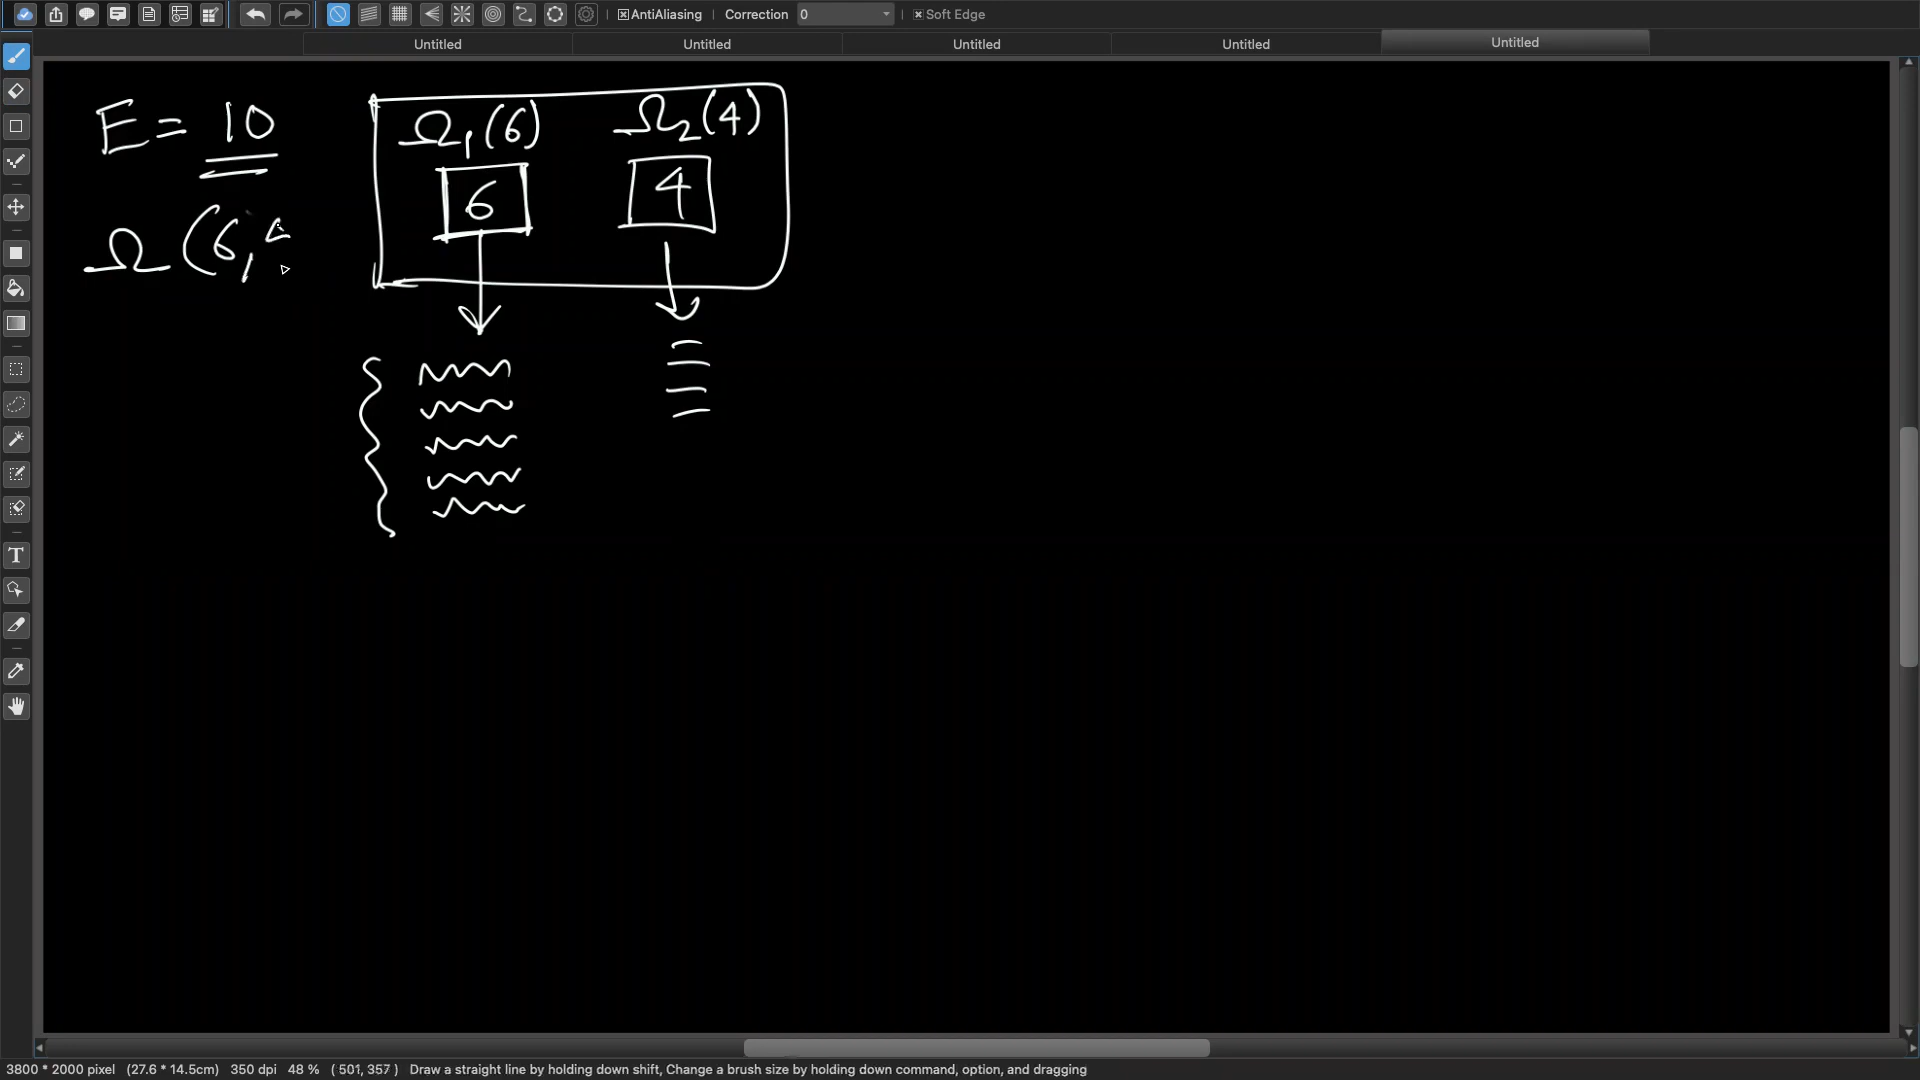 AntiAliasing Correction 0 Soft Edge
Untitled Untitled Untitled Untitled Untitled
E = 10
Ω₁(6) Ω₂(4)
6 4
Ω(6,
T
3800 * 2000 pixel (27.6 * 14.5cm) 350 dpi 48 % ( 501, 357 ) Draw a straight line by holding down shift, Change a brush size by holding down command, option, and dragging